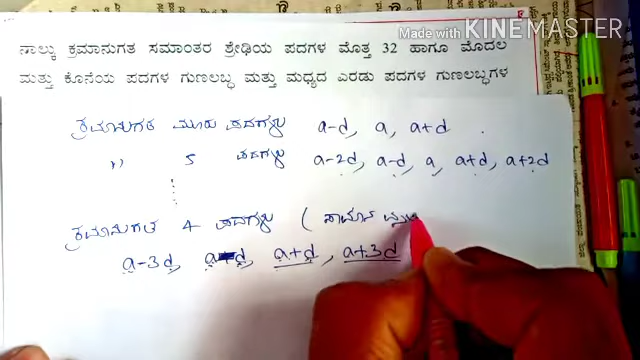 Made with KINEMASTER
ನಾಲ್ಕು ಕ್ರಮಾನುಗತ ಸಮಾಂತರ ಶ್ರೇಢಿಯ ಪದಗಳ ಮೊತ್ತ 32 ಹಾಗೂ ಮೊದಲ
ಮತ್ತು ಕೊನೆಯ ಪದಗಳ ಗುಣಲಬ್ಧ ಮತ್ತು ಮಧ್ಯದ ಎರಡು ಪದಗಳ ಗುಣಲಬ್ಧಗಳ
ಕ್ರಮಾನುಗತ ಮೂರು ಪದಗಳು a-d, a, a+d
" 5 ಪದಗಳು a-2d, a-d, a, a+d, a+2d
ಕ್ರಮಾನುಗತ 4 ಪದಗಳು ( ಸಾಮಾನ
a-3d, a-d, a+d, a+3d